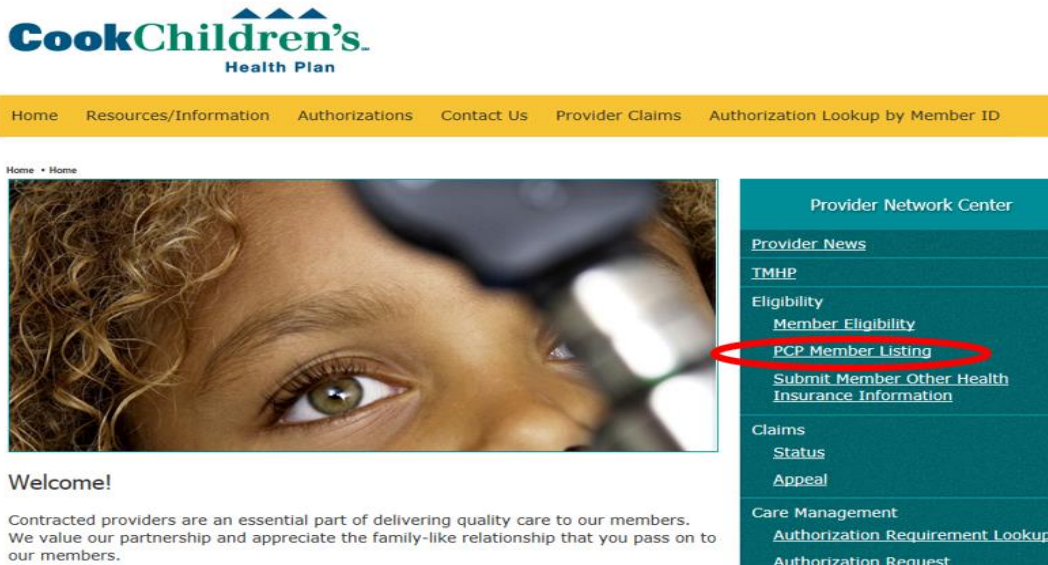 CookChildren's™
Health Plan
Home Resources/Information Authorizations Contact Us Provider Claims Authorization Lookup by Member ID
Home • Home
Provider Network Center
Provider News
TMHP
Eligibility
Member Eligibility
PCP Member Listing
Submit Member Other Health
Insurance Information
Claims
Status
Appeal
Care Management
Authorization Requirement Lookup
Authorization Request
Welcome!
Contracted providers are an essential part of delivering quality care to our members.
We value our partnership and appreciate the family-like relationship that you pass on to
our members.